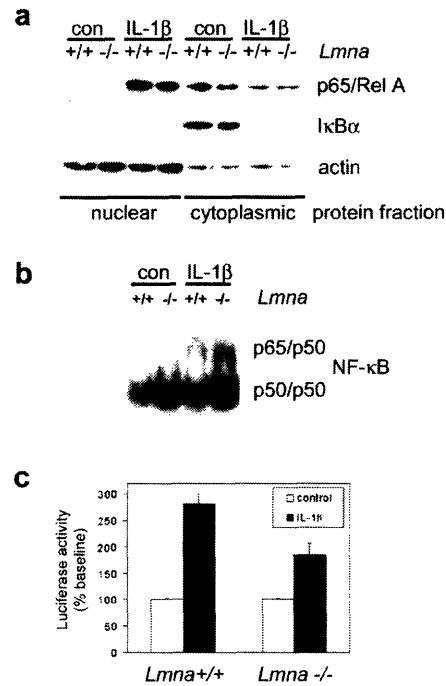 a
con IL-1β con IL-1β
+/+ -/- +/+ -/- +/+ -/- +/+ -/- Lmna
p65/Rel A
IκBα
actin
nuclear cytoplasmic protein fraction
b
con IL-1β
+/+ -/- +/+ -/- Lmna
p65/p50
NF-κB
p50/p50
c
Luciferase activity
(% baseline)
300
250
200
150
100
50
0
control
IL-1β
Lmna+/+ Lmna -/-